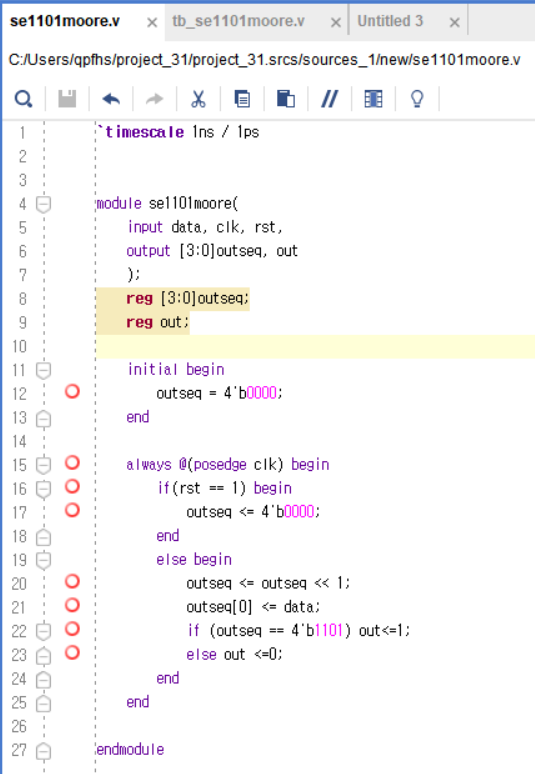 se1101moore.v × tb_se1101moore.v × Untitled 3 ×
C:/Users/qpfhs/project_31/project_31.srcs/sources_1/new/se1101moore.v
1 `timescale 1ns / 1ps
2
3
4 module se1101moore(
5 input data, clk, rst,
6 output [3:0]outseq, out
7 );
8 reg [3:0]outseq;
9 reg out;
10
11 initial begin
12 outseq = 4'b0000;
13 end
14
15 always @(posedge clk) begin
16 if(rst == 1) begin
17 outseq <= 4'b0000;
18 end
19 else begin
20 outseq <= outseq << 1;
21 outseq[0] <= data;
22 if (outseq == 4'b1101) out<=1;
23 else out <=0;
24 end
25 end
26
27 endmodule